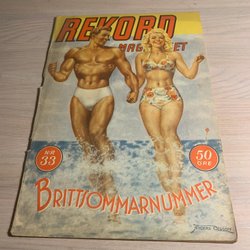 REKORD
MAGASINET
NR
33
50
ÖRE
BRITTSOMMARNUMMER